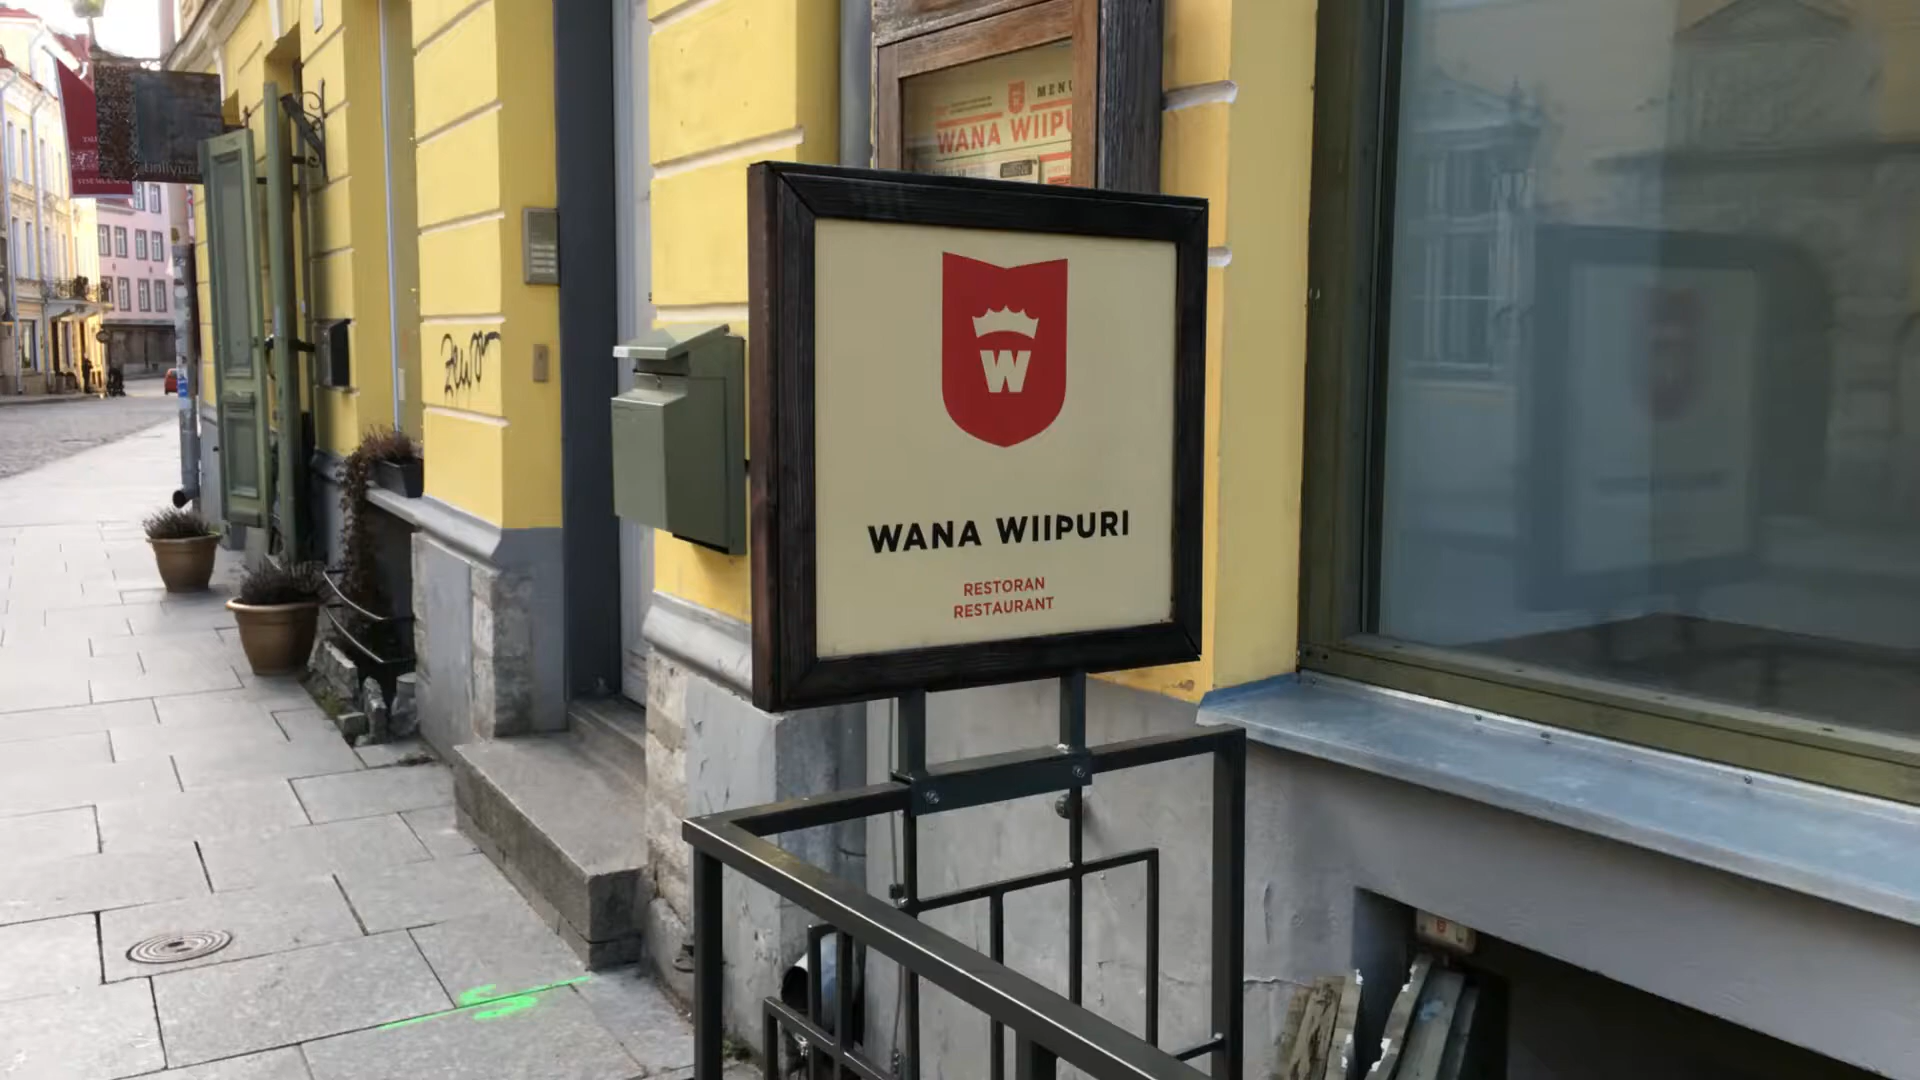 MENU
WANA WIIPU
W
WANA WIIPURI
RESTORAN
RESTAURANT